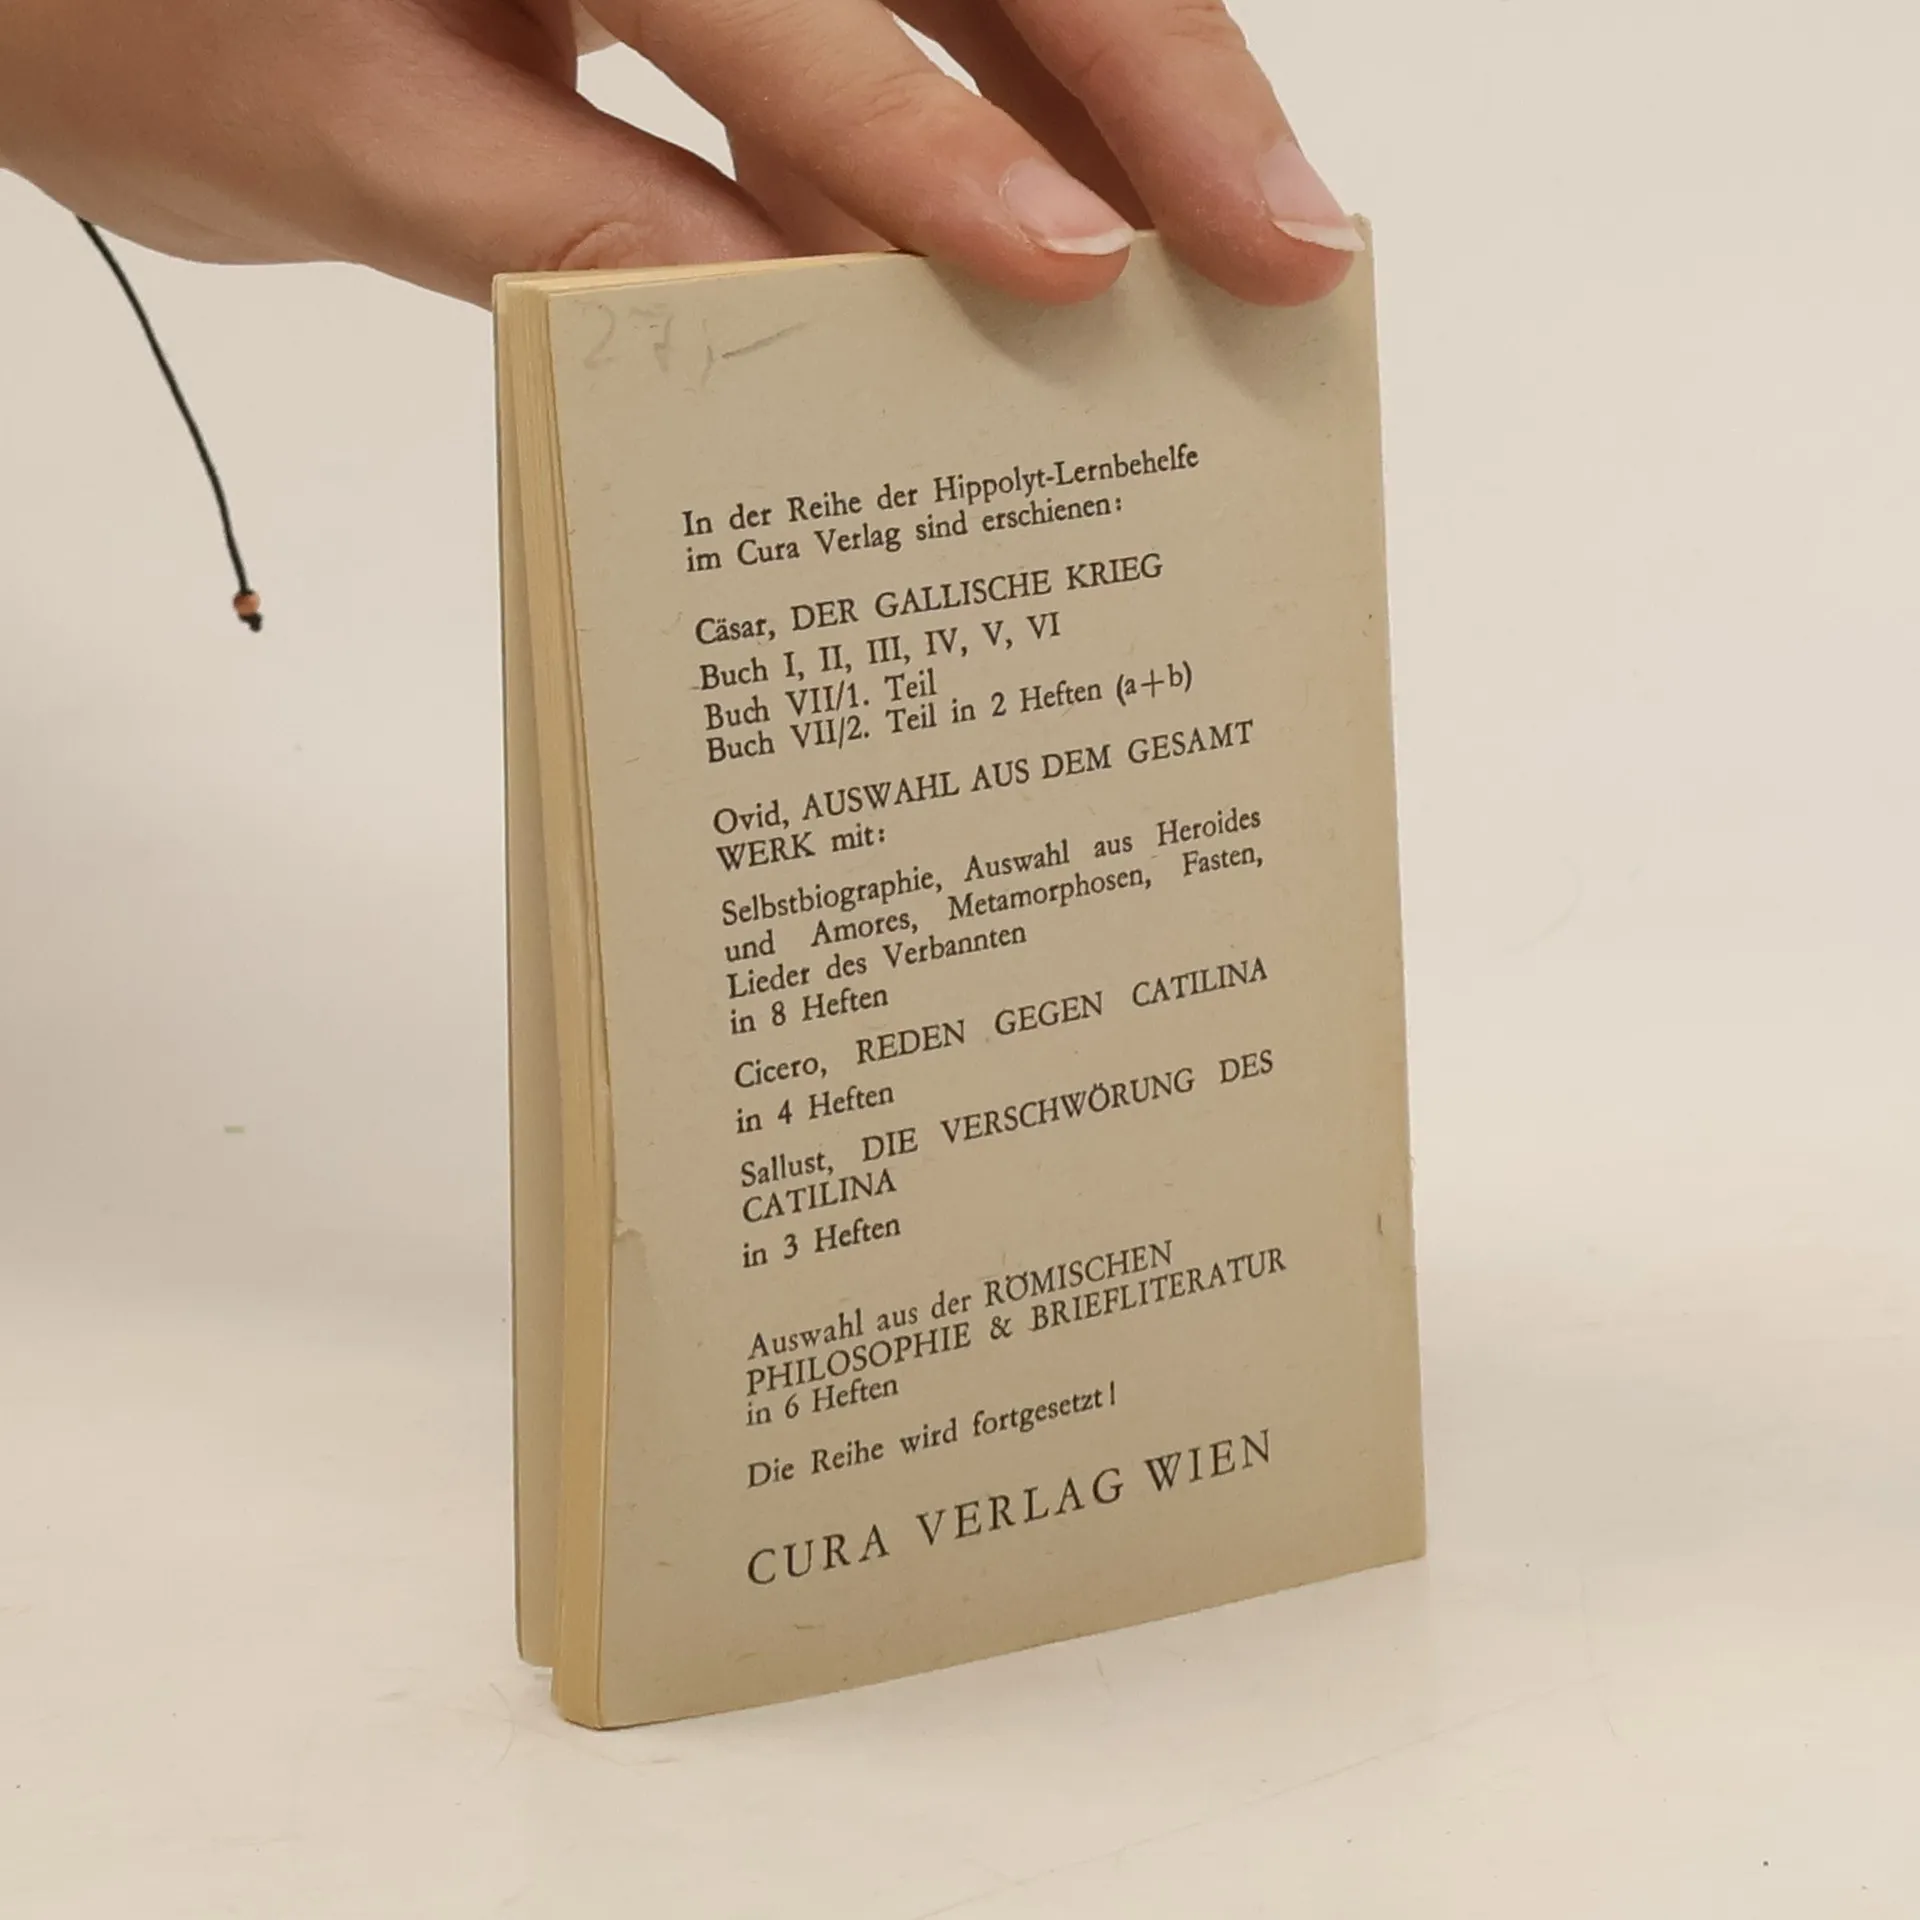 27,—
In der Reihe der Hippolyt-Lernbehelfe
im Cura Verlag sind erschienen:
Cäsar, DER GALLISCHE KRIEG
Buch I, II, III, IV, V, VI
Buch VII/1. Teil
Buch VII/2. Teil in 2 Heften (a+b)
Ovid, AUSWAHL AUS DEM GESAMT
WERK mit:
Selbstbiographie, Auswahl aus Heroides
und Amores, Metamorphosen, Fasten,
Lieder des Verbannten
in 8 Heften
Cicero, REDEN GEGEN CATILINA
in 4 Heften
Sallust, DIE VERSCHWÖRUNG DES
CATILINA
in 3 Heften
Auswahl aus der RÖMISCHEN
PHILOSOPHIE & BRIEFLITERATUR
in 6 Heften
Die Reihe wird fortgesetzt!
CURA VERLAG WIEN